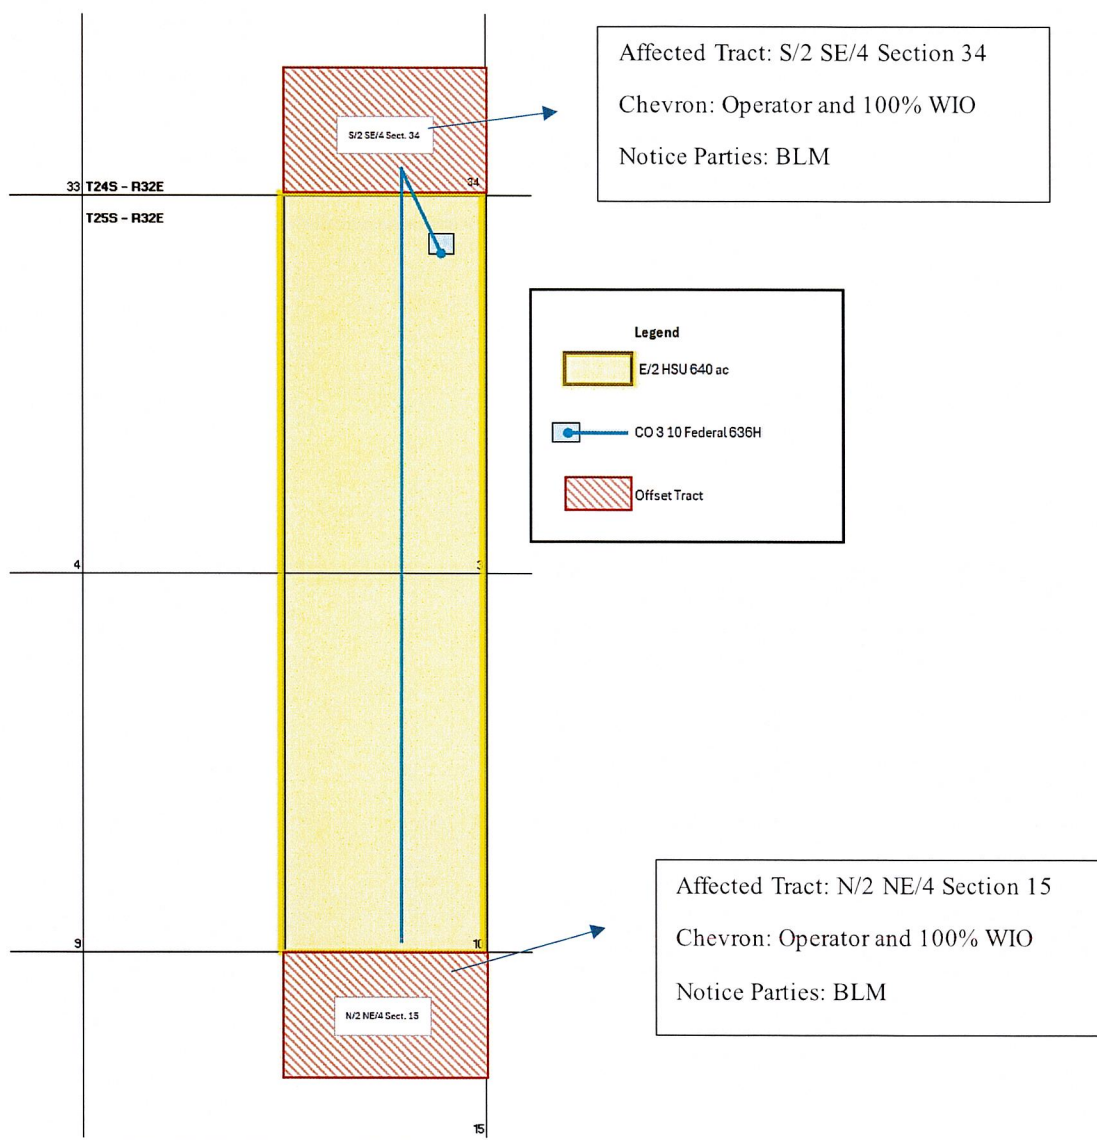 Affected Tract: S/2 SE/4 Section 34
Chevron: Operator and 100% WIO
Notice Parties: BLM
S/2 SE/4 Sect. 34
33 T24S - R32E
34
T25S - R32E
Legend
E/2 HSU 640 ac
CO 3 10 Federal 636H
Offset Tract
4
3
Affected Tract: N/2 NE/4 Section 15
Chevron: Operator and 100% WIO
Notice Parties: BLM
9
10
N/2 NE/4 Sect. 15
15